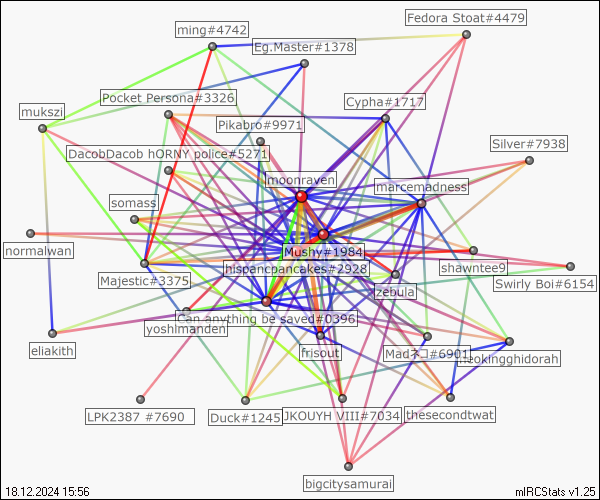 Fedora Stoat#4479
ming#4742
Eg.Master#1378
Pocket Persona#3326
Cypha#1717
mukszi
Pikabro#9971
Silver#7938
DacobDacob hORNY police#5271
moonraven
marcemadness
somass
normalwan
Mushy#1984
hispancpancakes#2928
shawntee9
Majestic#3375
zebula
Swirly Boi#6154
Can anything be saved#0396
yoshimanden
eliakith
frisout
Madネコ#6901
kingghidorah
LPK2387 #7690
Duck#1245
JKOUYH VIII#7034
thesecondtwat
bigcitysamurai
18.12.2024 15:56
mIRCStats v1.25